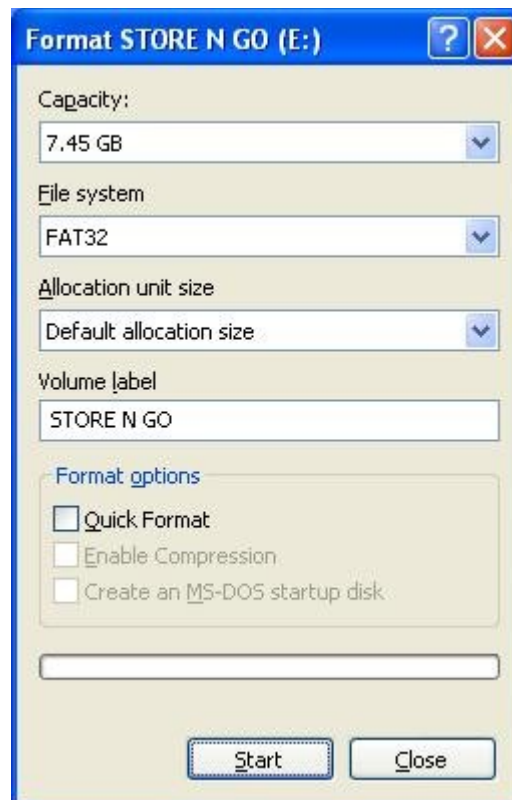 Format STORE N GO (E:)
Capacity:
7.45 GB
File system
FAT32
Allocation unit size
Default allocation size
Volume label
STORE N GO
Format options
Quick Format
Enable Compression
Create an MS-DOS startup disk
Start Close